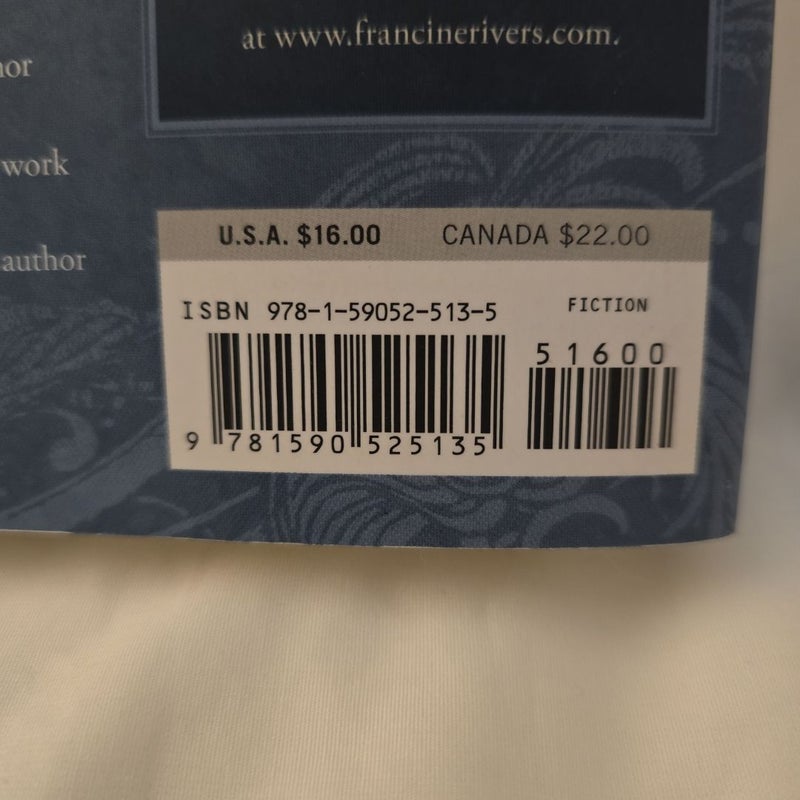 at www.francinerivers.com.
work
author
U.S.A. $16.00 CANADA $22.00
ISBN 978-1-59052-513-5
FICTION
51600
9 781590 525135